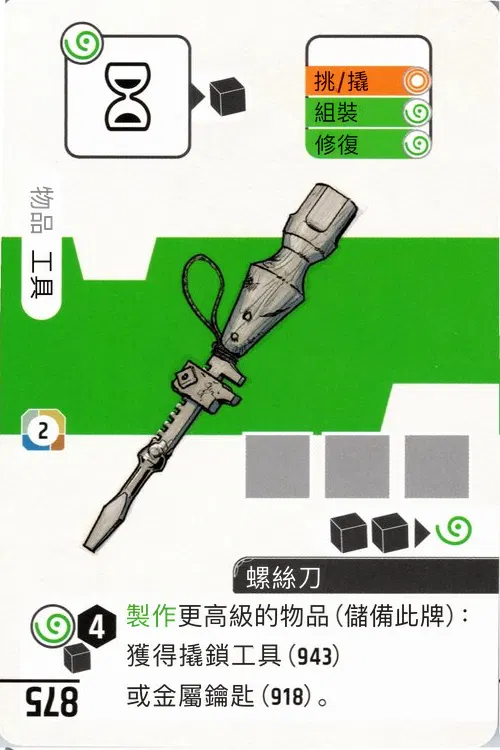 挑/撬
組裝
修復
物品 工具
2
螺絲刀
4 製作更高級的物品(儲備此牌):
獲得撬鎖工具(943)
或金屬鑰匙(918)。
875